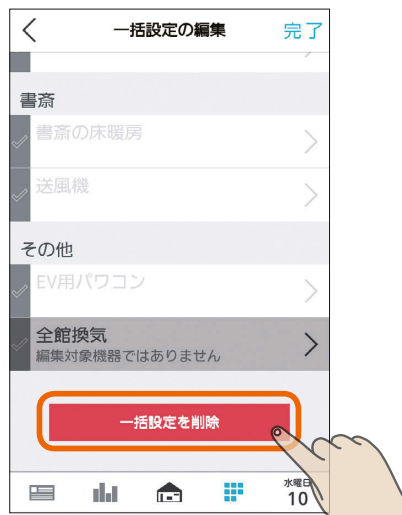 一括設定の編集
完了
書斎
書斎の床暖房
送風機
その他
EV用パワコン
全館換気
編集対象機器ではありません
一括設定を削除
水曜日
10